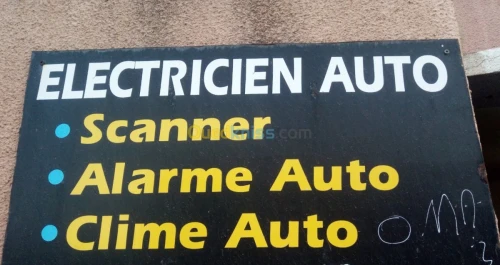 ELECTRICIEN AUTO
• Scanner
• Alarme Auto
• Clime Auto